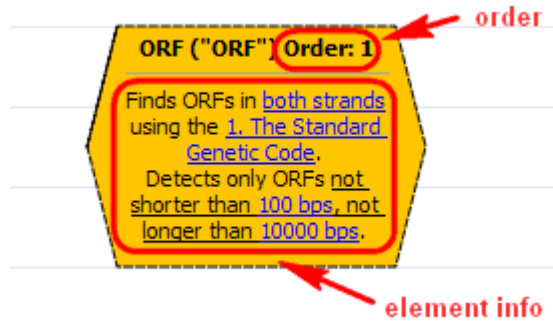 order
ORF ("ORF") Order: 1
Finds ORFs in both strands
using the 1. The Standard
Genetic Code.
Detects only ORFs not
shorter than 100 bps, not
longer than 10000 bps.
element info